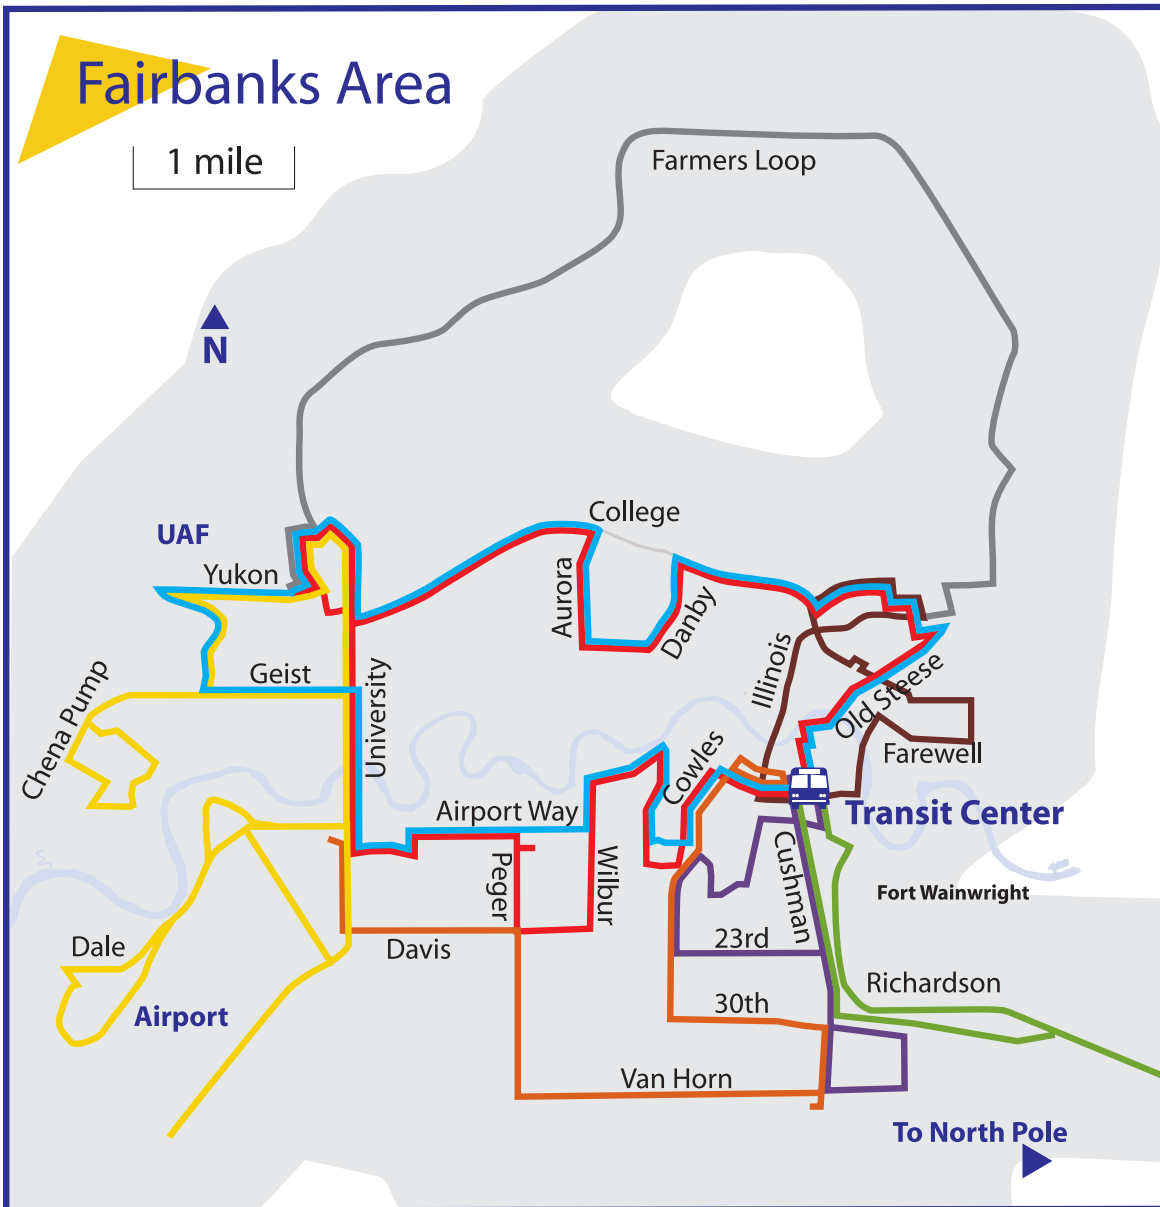 Fairbanks Area
1 mile
Farmers Loop
N
College
UAF
Yukon
Aurora
Danby
Geist
Illinois
Old Steese
University
Chena Pump
Farewell
Cowles
Airport Way
Transit Center
Peger
Wilbur
Cushman
Fort Wainwright
Dale
Davis
23rd
Richardson
30th
Airport
Van Horn
To North Pole